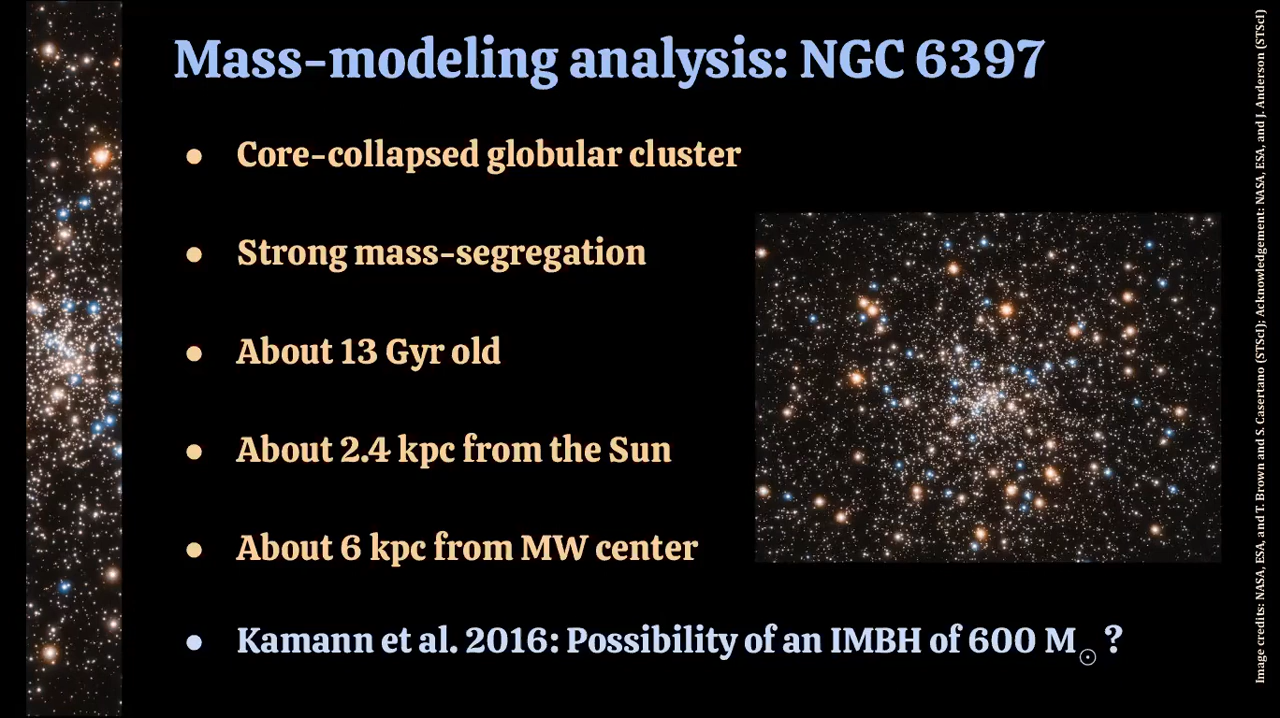 Mass-modeling analysis: NGC 6397
● Core-collapsed globular cluster
● Strong mass-segregation
● About 13 Gyr old
● About 2.4 kpc from the Sun
● About 6 kpc from MW center
● Kamann et al. 2016: Possibility of an IMBH of 600 M☉ ?
Image credits: NASA, ESA, and T. Brown and S. Casertano (STScI); Acknowledgement: NASA, ESA, and J. Anderson (STScI)